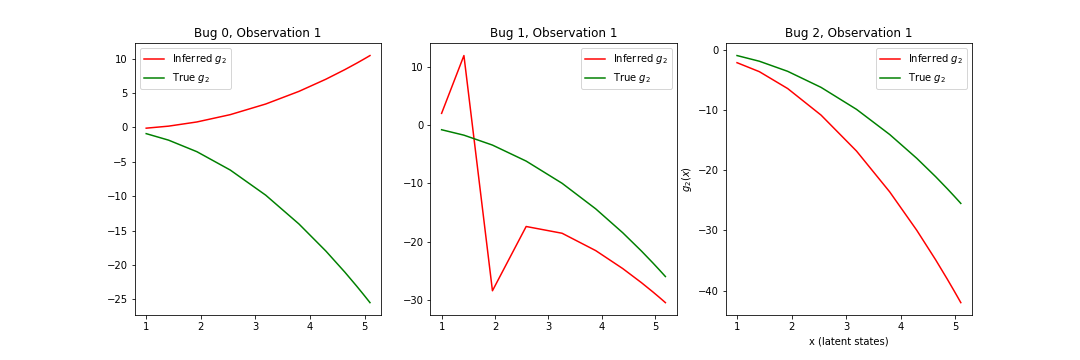 Bug 0, Observation 1
Inferred g₂
True g₂
10
5
0
−5
−10
−15
−20
−25
1 2 3 4 5
Bug 1, Observation 1
Inferred g₂
True g₂
10
0
−10
−20
−30
1 2 3 4 5
Bug 2, Observation 1
Inferred g₂
True g₂
g₂(x)
0
−10
−20
−30
−40
1 2 3 4 5
x (latent states)